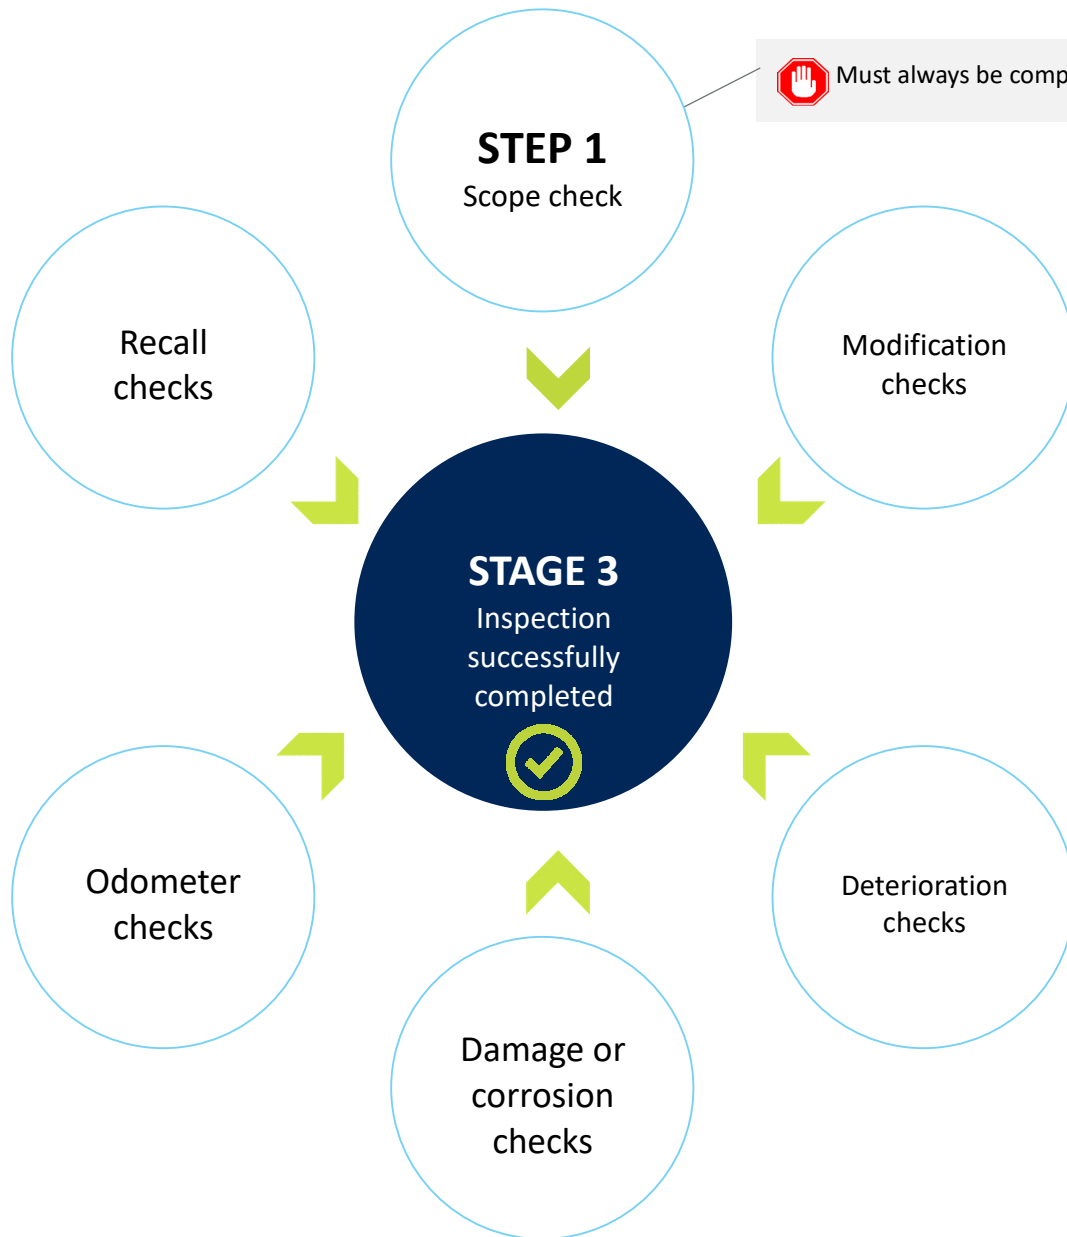 Must always be comp
STEP 1
Scope check
Recall
checks
Modification
checks
STAGE 3
Inspection
successfully
completed
Odometer
checks
Deterioration
checks
Damage or
corrosion
checks